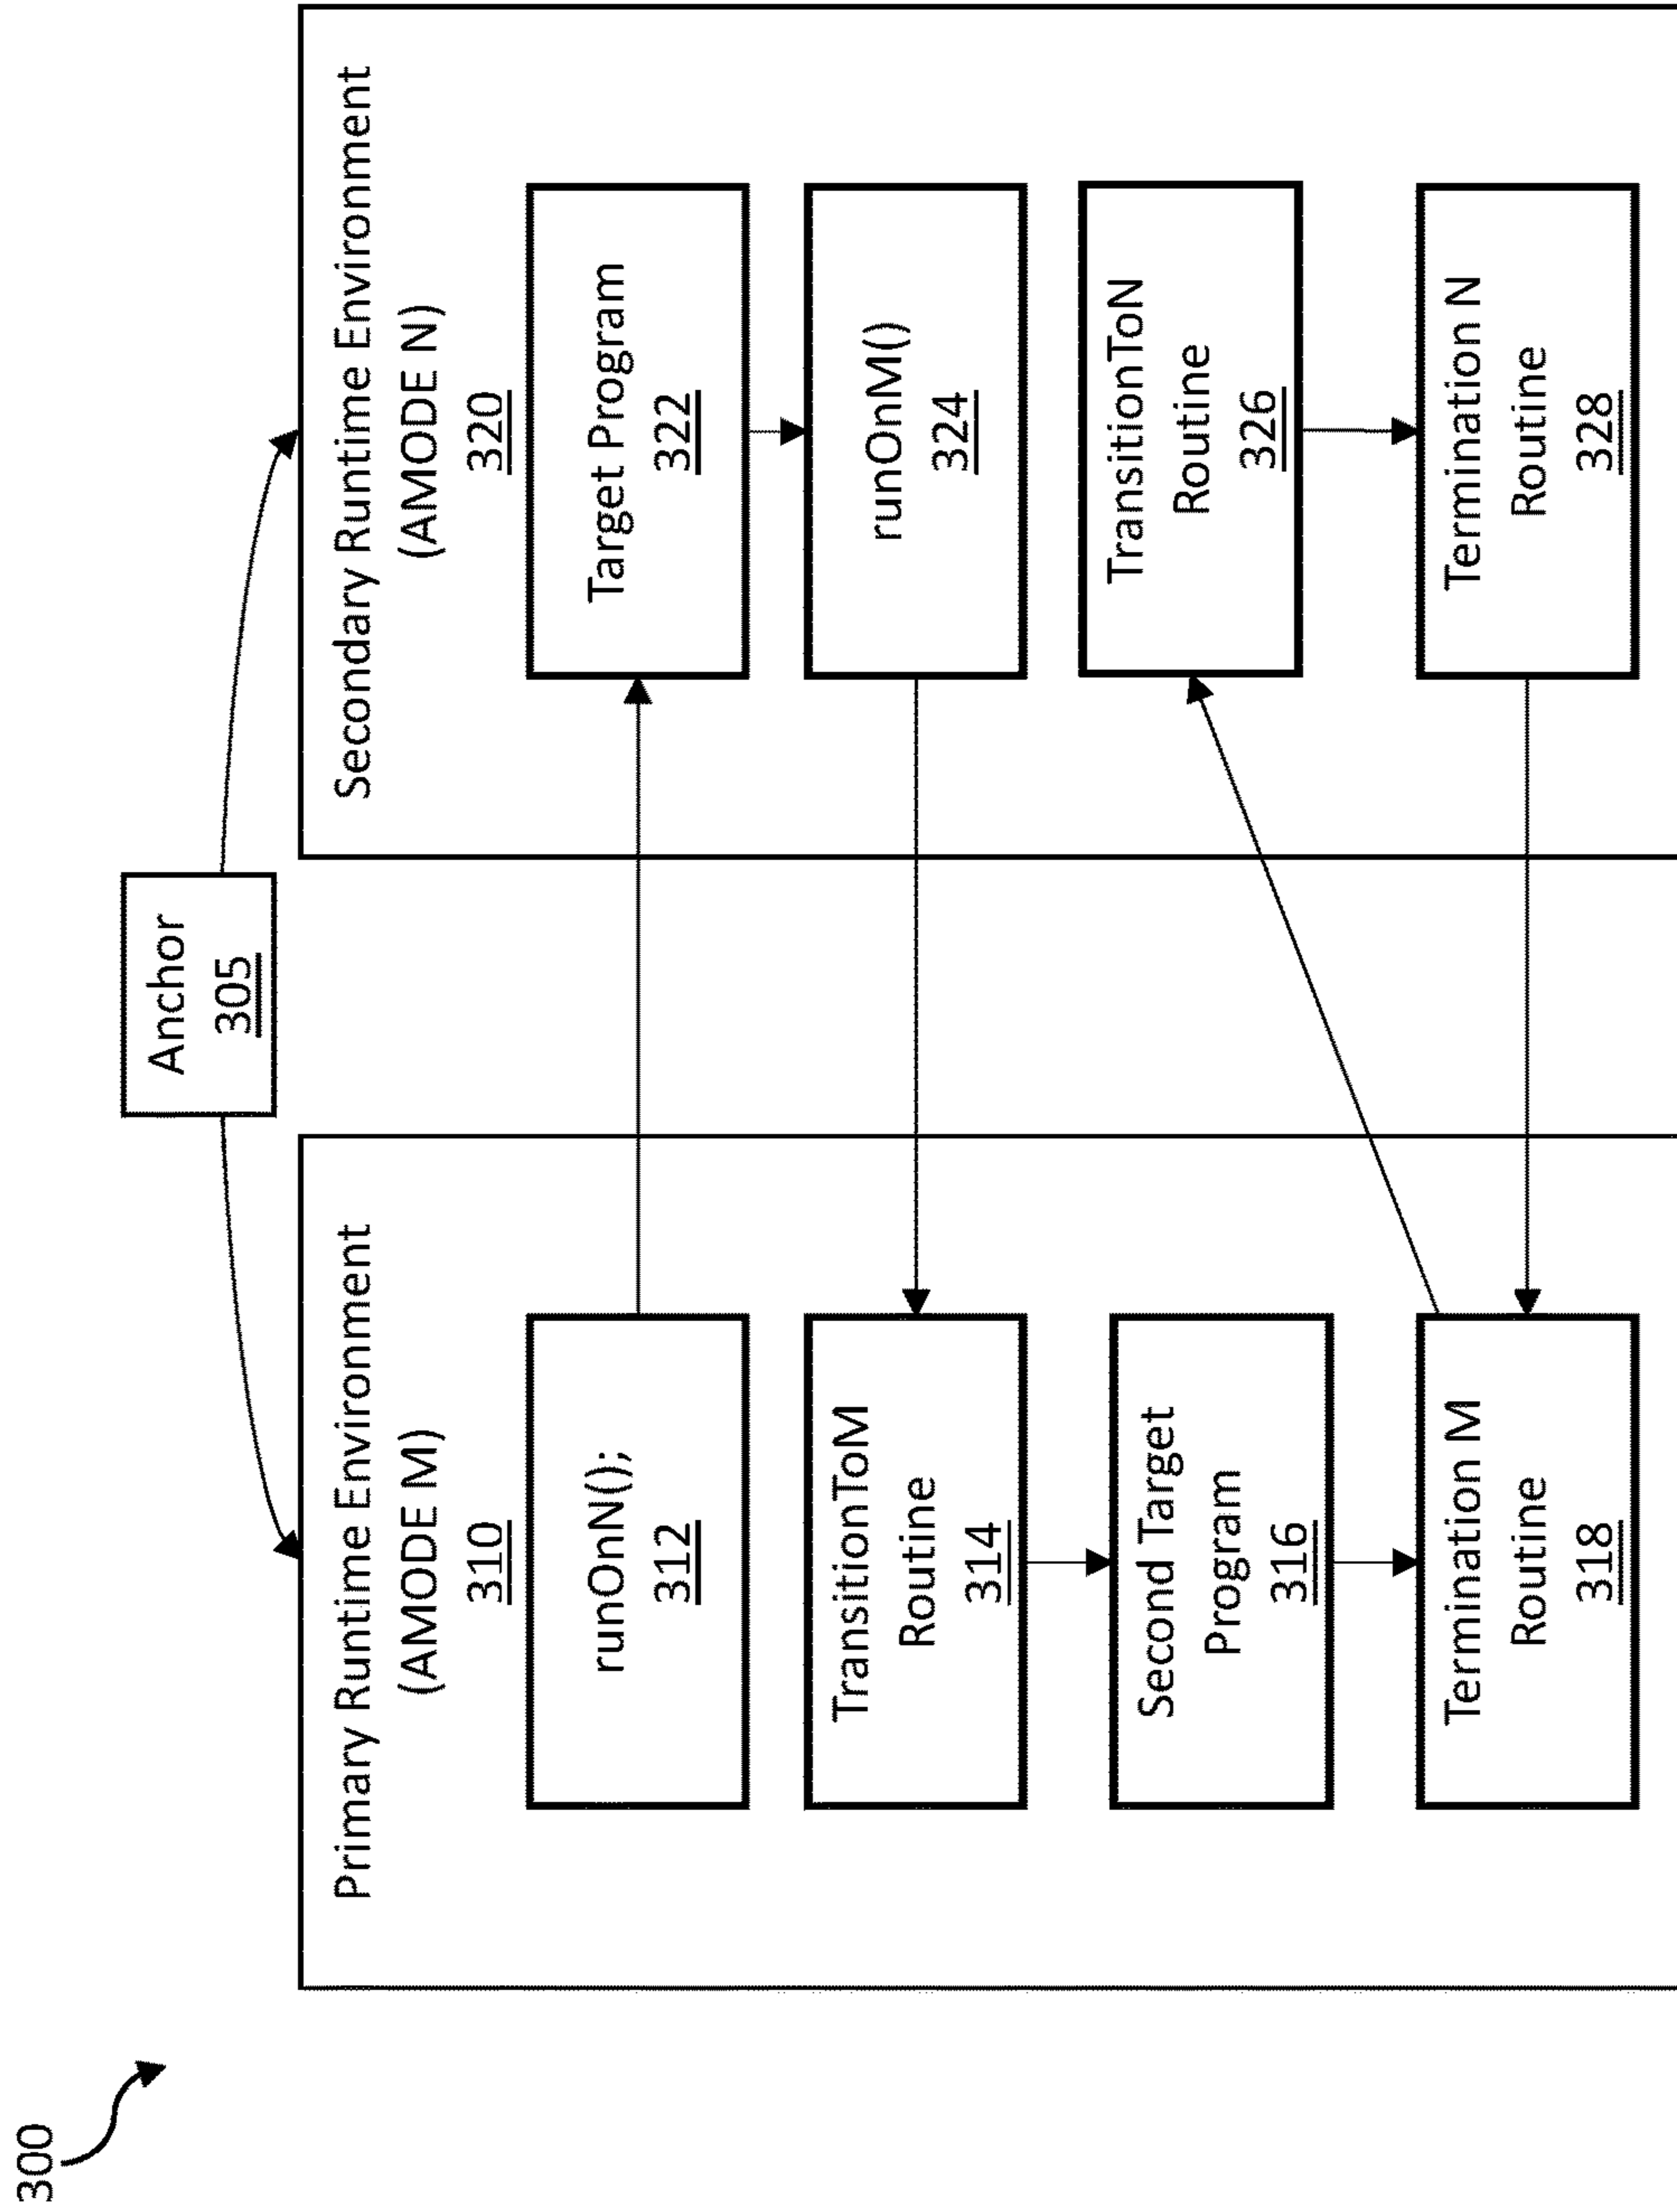 300
Anchor
305
Primary Runtime Environment
(AMODE M)
310
runOnN();
312
TransitionToM
Routine
314
Second Target
Program
316
Termination M
Routine
318
Secondary Runtime Environment
(AMODE N)
320
Target Program
322
runOnM()
324
TransitionToN
Routine
326
Termination N
Routine
328